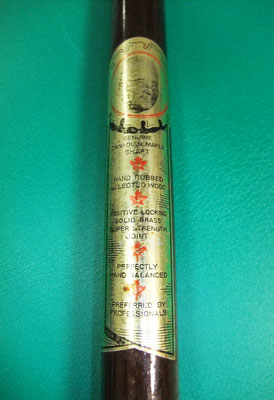 GENUINE
CANADIAN MAPLE
SHAFT
HAND RUBBED
SELECTED WOOD
POSITIVE LOCKING
SOLID BRASS
SUPER STRENGTH
JOINT
PERFECTLY
HAND BALANCED
PREFERRED BY
PROFESSIONALS